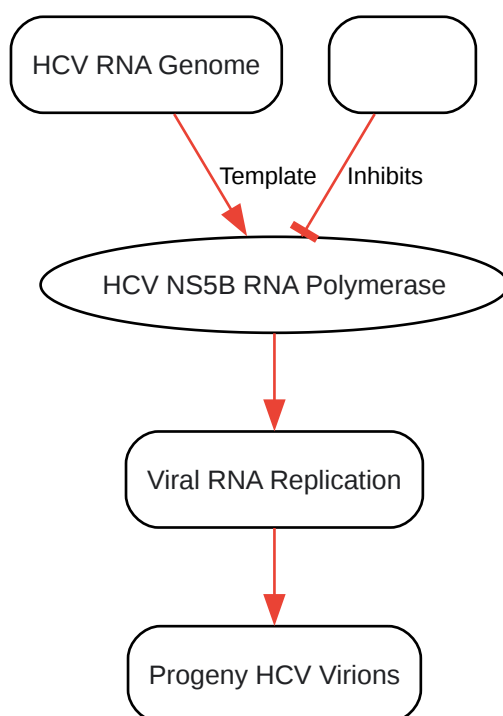 HCV RNA Genome
Template
Inhibits
HCV NS5B RNA Polymerase
Viral RNA Replication
Progeny HCV Virions